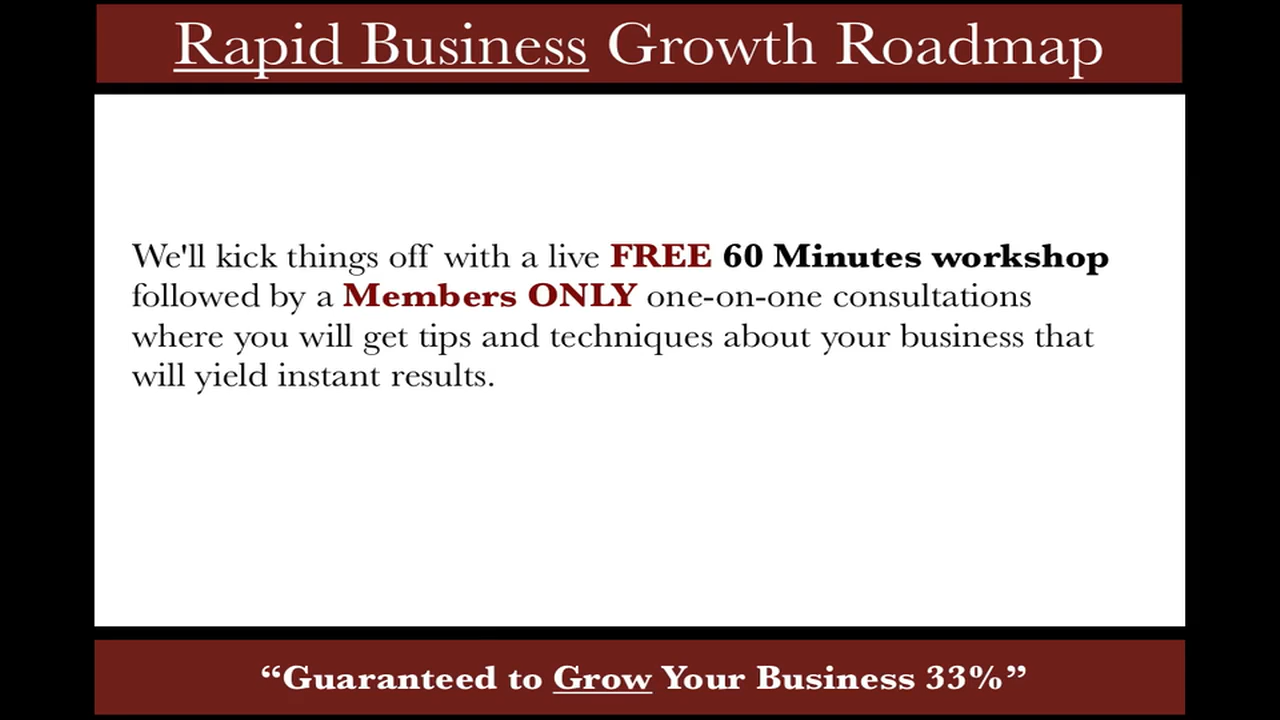 Rapid Business Growth Roadmap
We'll kick things off with a live FREE 60 Minutes workshop
followed by a Members ONLY one-on-one consultations
where you will get tips and techniques about your business that
will yield instant results.
“Guaranteed to Grow Your Business 33%”